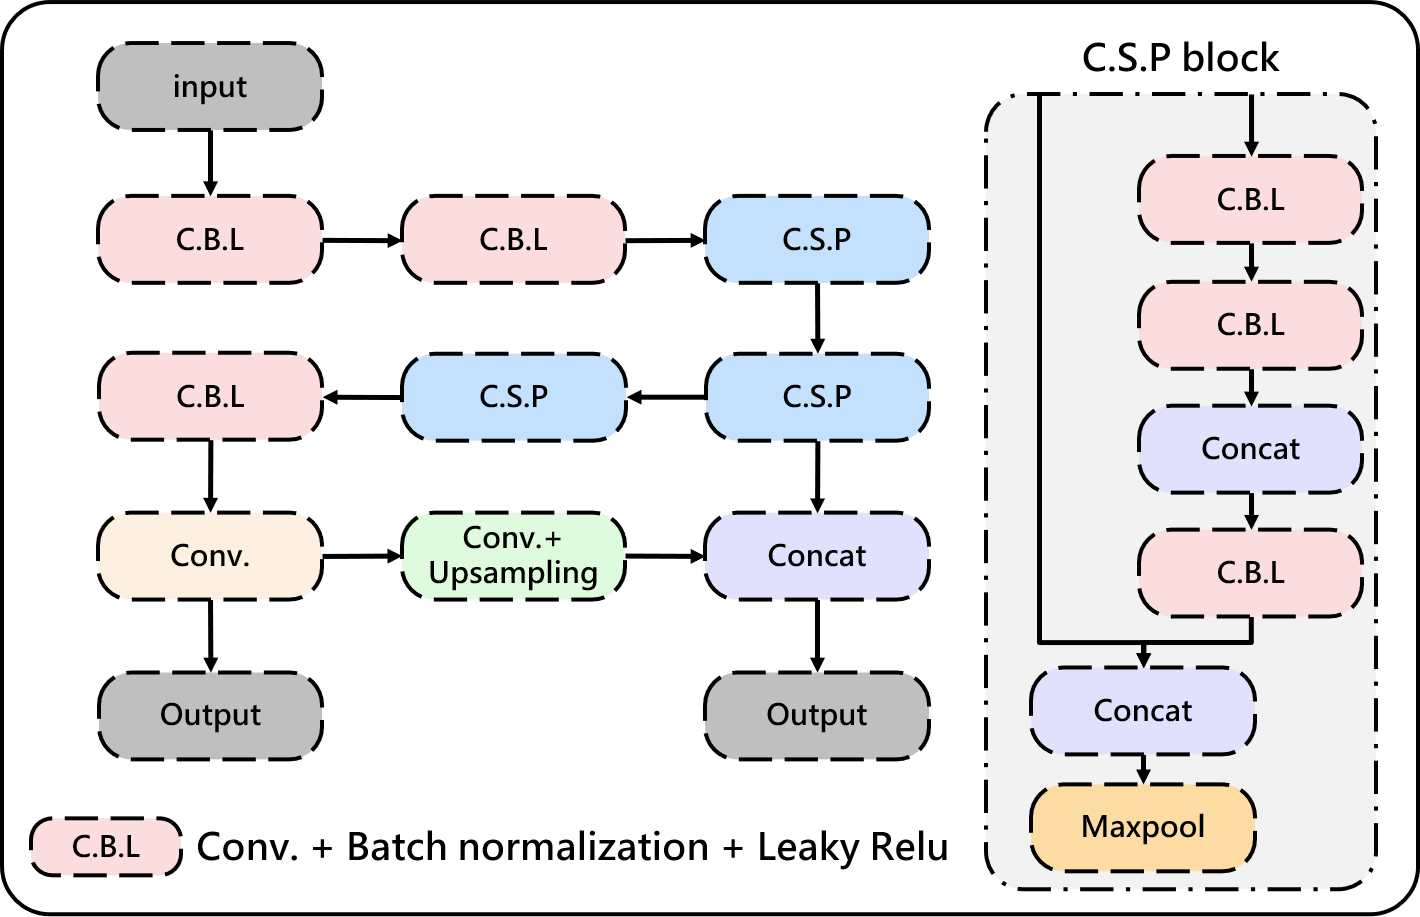 input
C.B.L
C.B.L
C.S.P
C.B.L
C.S.P
C.S.P
Conv.
Conv.+
Upsampling
Concat
Output
Output
C.B.L
Conv. + Batch normalization + Leaky Relu
C.S.P block
C.B.L
C.B.L
Concat
C.B.L
Concat
Maxpool